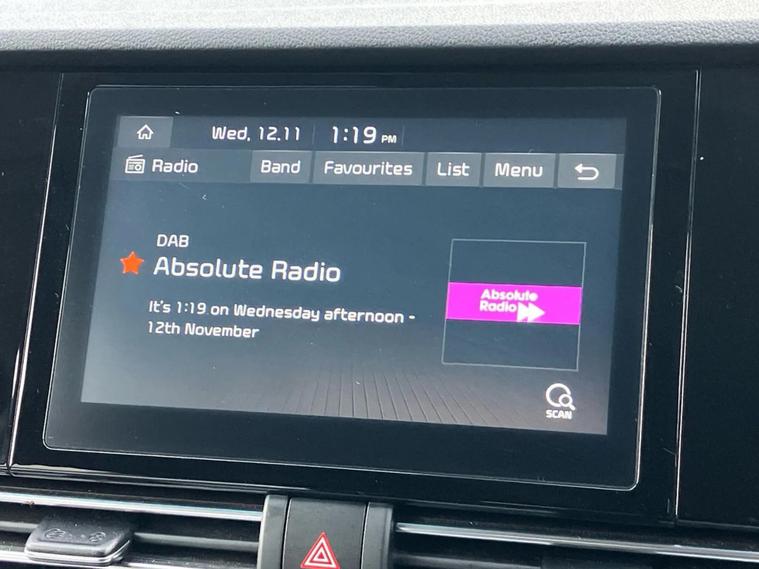 Wed, 12.11 1:19 PM
Radio Band Favourites List Menu
DAB
Absolute Radio
It's 1:19 on Wednesday afternoon -
12th November
Absolute
Radio
SCAN